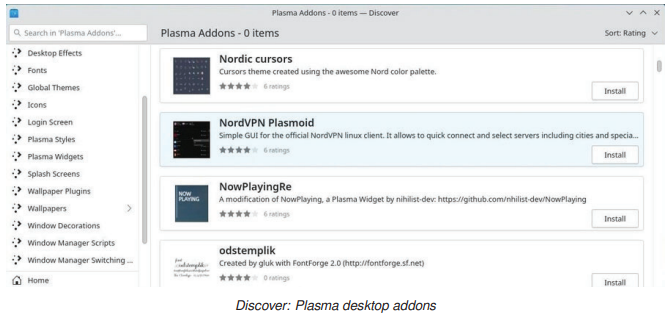 Plasma Addons - 0 items — Discover
Search in 'Plasma Addons'...
Plasma Addons - 0 items
Sort: Rating
Desktop Effects
Fonts
Global Themes
Icons
Login Screen
Plasma Styles
Plasma Widgets
Splash Screens
Wallpaper Plugins
Wallpapers
Window Decorations
Window Manager Scripts
Window Manager Switching ...
Home
Nordic cursors
Cursors theme created using the awesome Nord color palette.
6 ratings
Install
NordVPN Plasmoid
Simple GUI for the official NordVPN linux client. It allows to quick connect and select servers including cities and specia...
6 ratings
Install
NOW
PLAYING
NowPlayingRe
A modification of NowPlaying, a Plasma Widget by nihilist-dev: https://github.com/nhilist-dev/NowPlaying
6 ratings
Install
odstemplik
Created by gluk with FontForge 2.0 (http://fontforge.sf.net)
0 ratings
Install
Discover: Plasma desktop addons